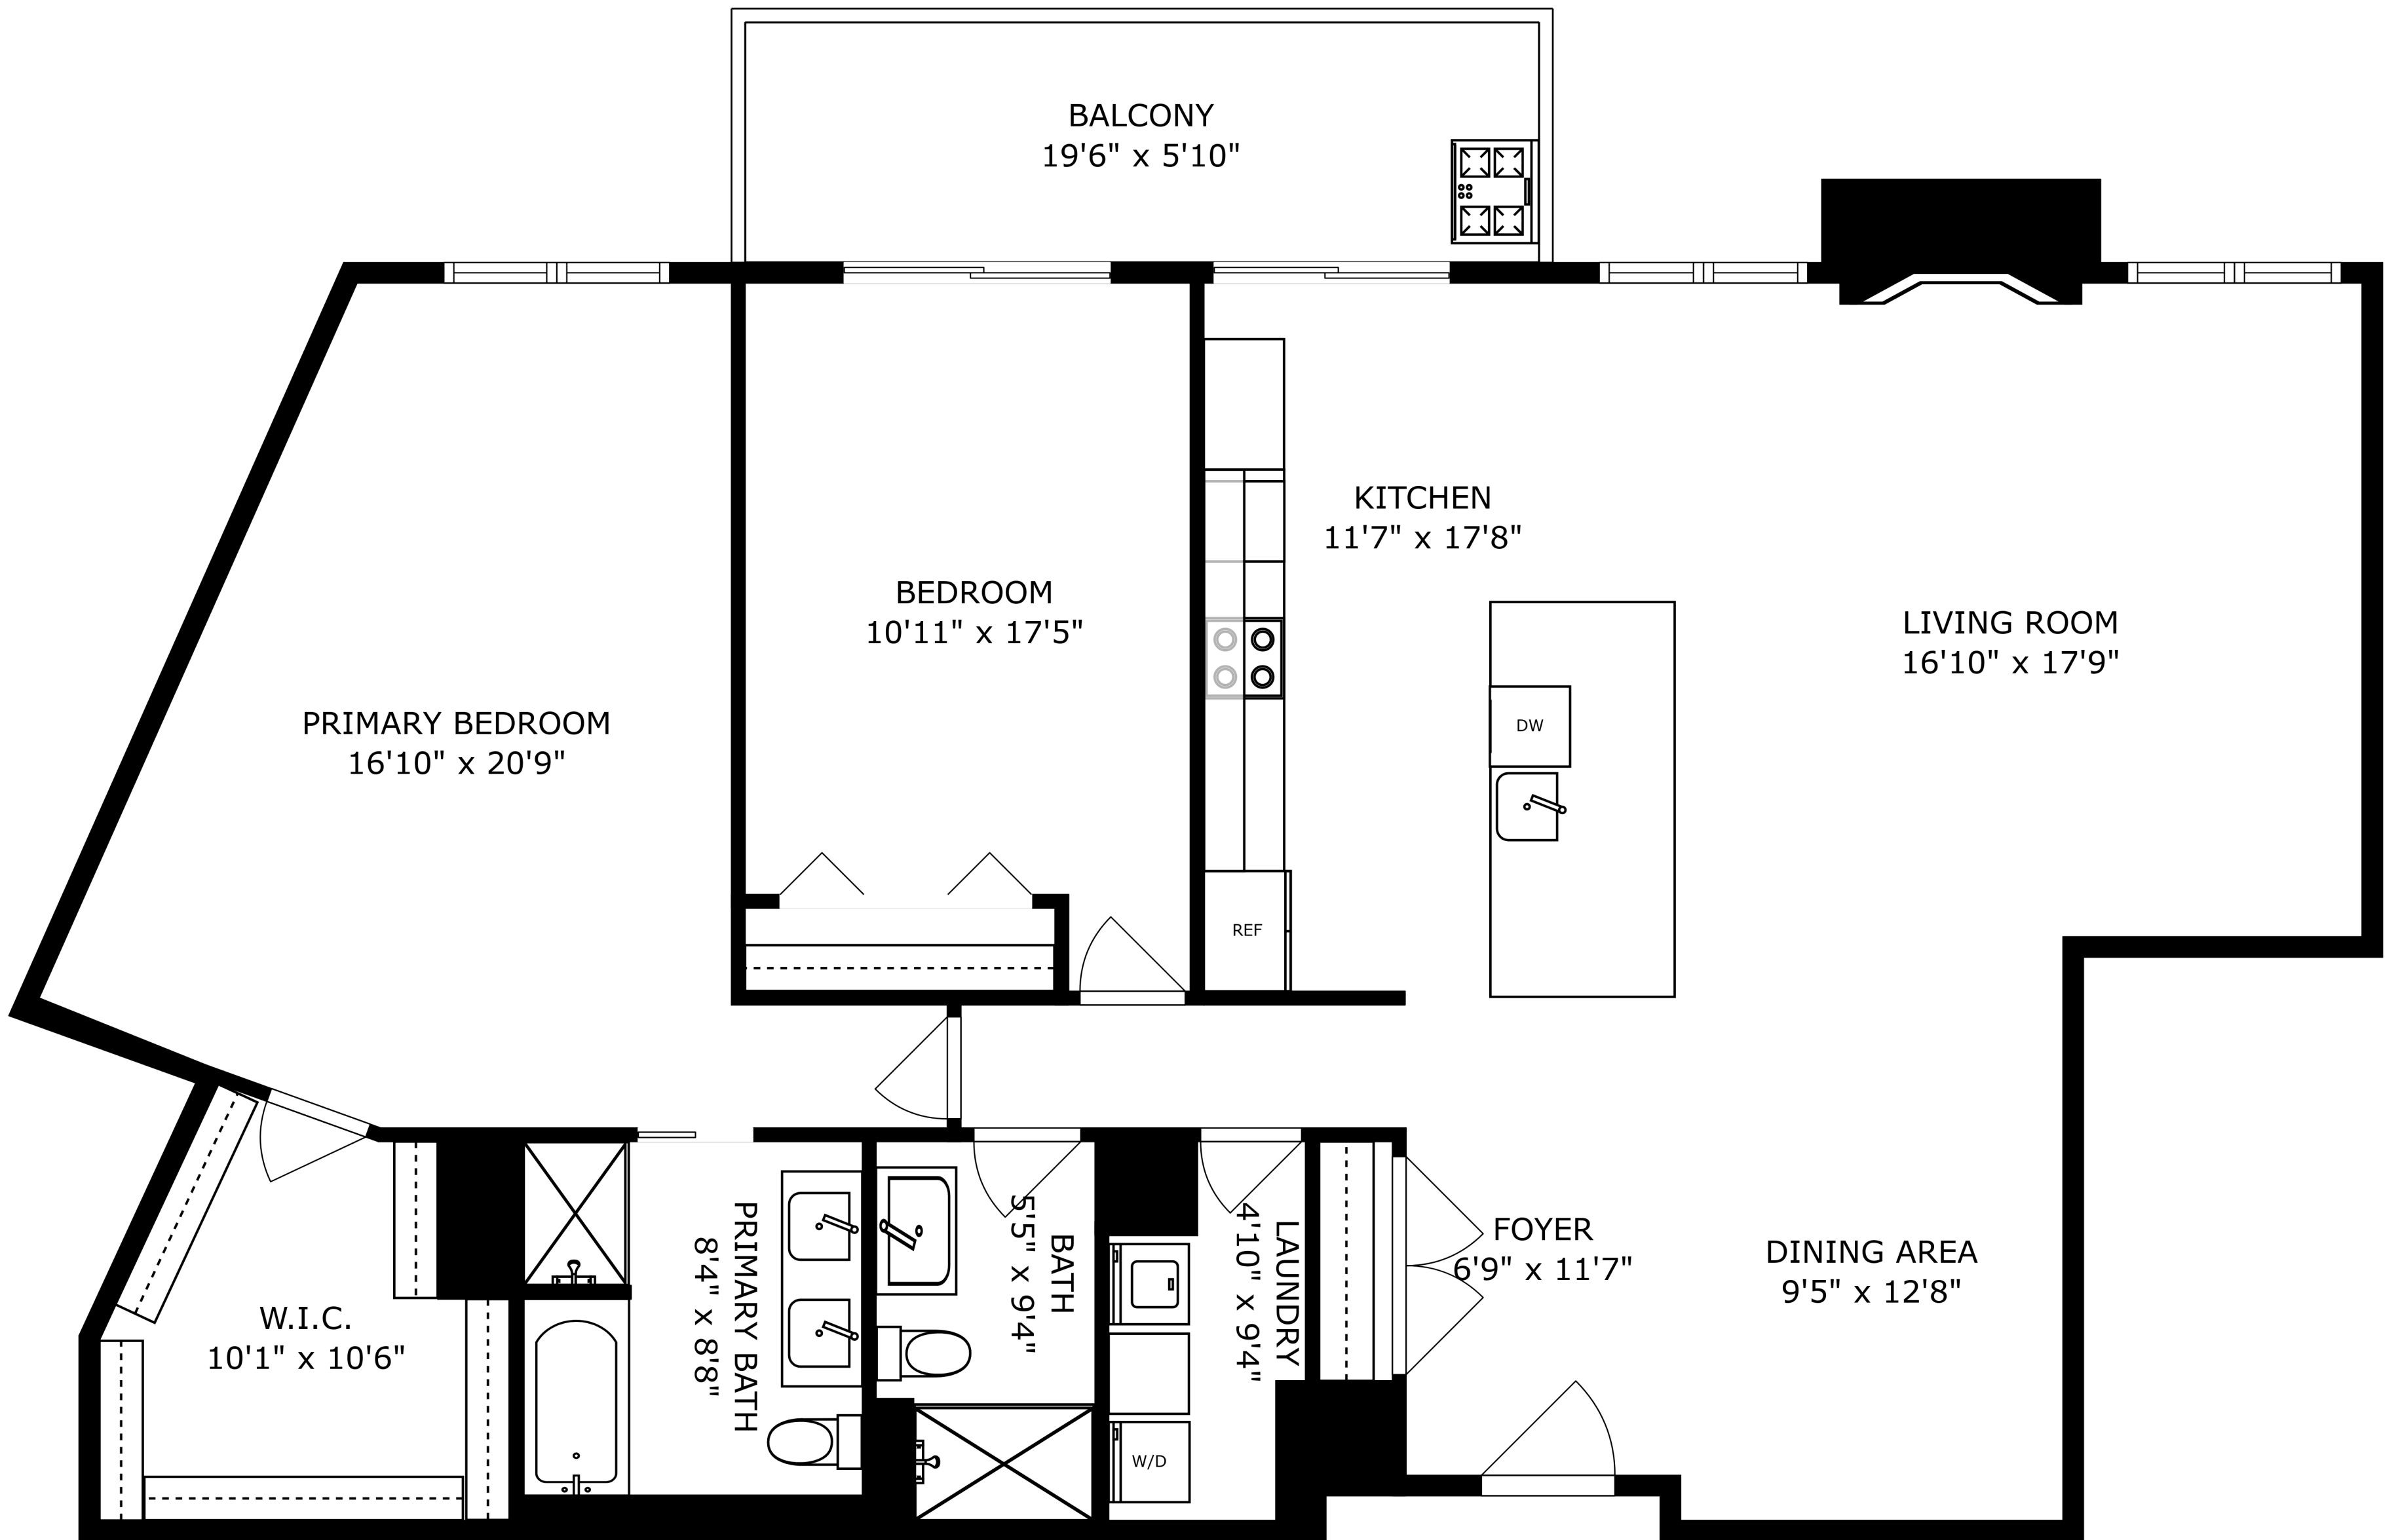 BALCONY
19'6" x 5'10"
KITCHEN
11'7" x 17'8"
BEDROOM
10'11" x 17'5"
LIVING ROOM
16'10" x 17'9"
PRIMARY BEDROOM
16'10" x 20'9"
DW
REF
PRIMARY BATH
8'4" x 8'8"
BATH
5'5" x 9'4"
LAUNDRY
4'10" x 9'4"
FOYER
6'9" x 11'7"
DINING AREA
9'5" x 12'8"
W.I.C.
10'1" x 10'6"
W/D